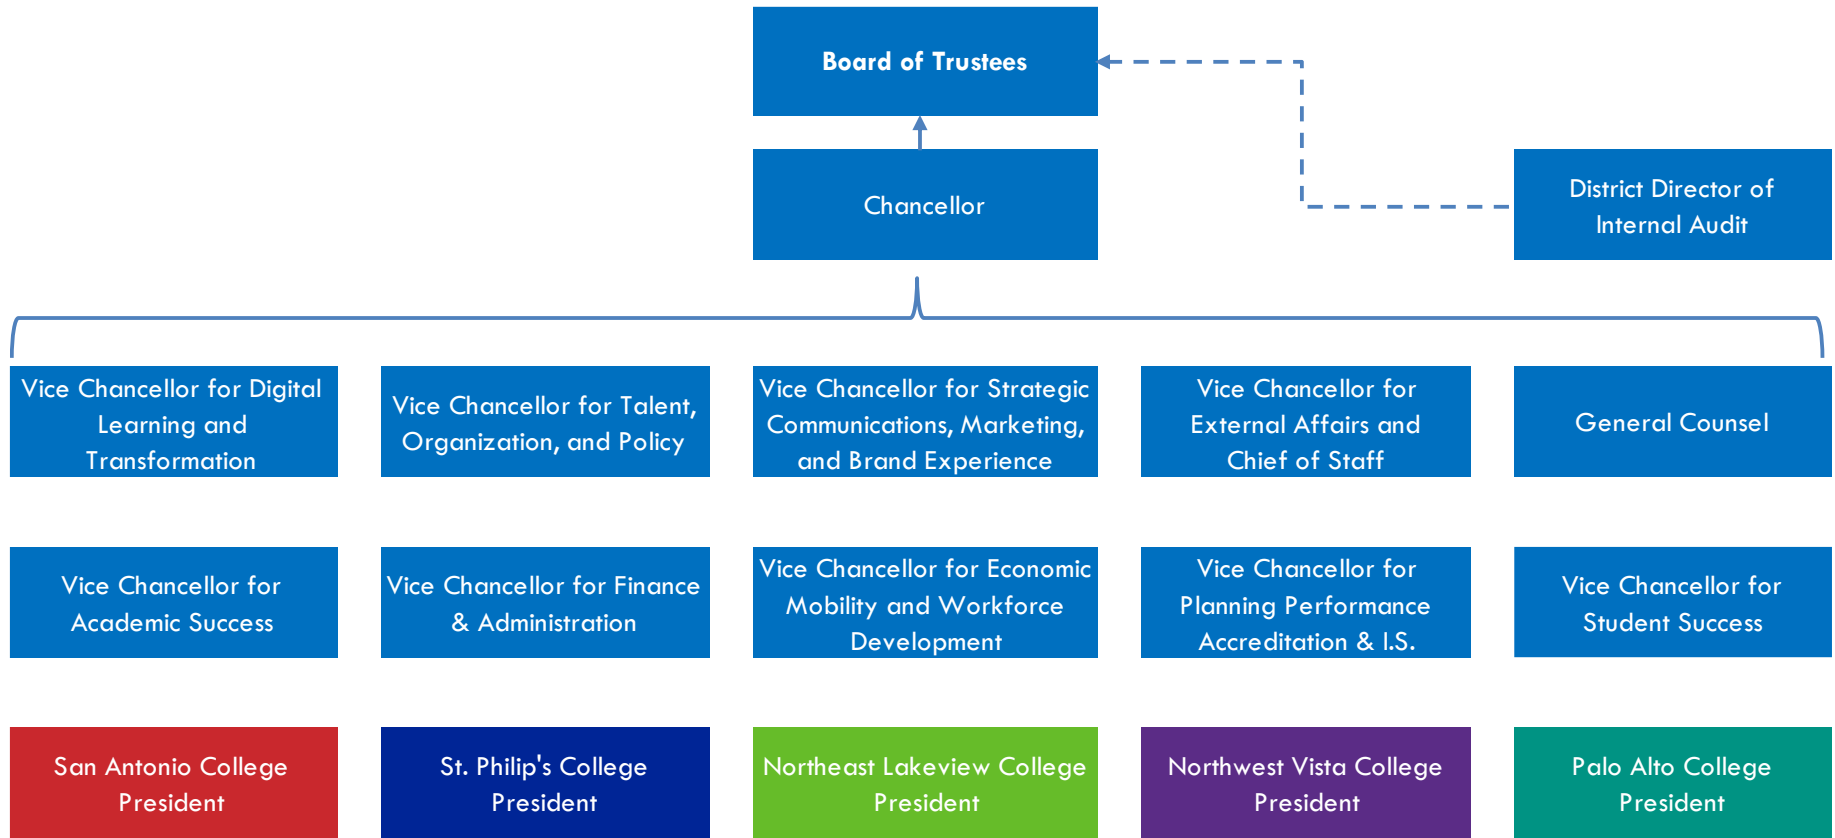 Board of Trustees
Chancellor
District Director of
Internal Audit
Vice Chancellor for Digital
Learning and
Transformation
Vice Chancellor for Talent,
Organization, and Policy
Vice Chancellor for Strategic
Communications, Marketing,
and Brand Experience
Vice Chancellor for
External Affairs and
Chief of Staff
General Counsel
Vice Chancellor for
Academic Success
Vice Chancellor for Finance
& Administration
Vice Chancellor for Economic
Mobility and Workforce
Development
Vice Chancellor for
Planning Performance
Accreditation & I.S.
Vice Chancellor for
Student Success
San Antonio College
President
St. Philip's College
President
Northeast Lakeview College
President
Northwest Vista College
President
Palo Alto College
President